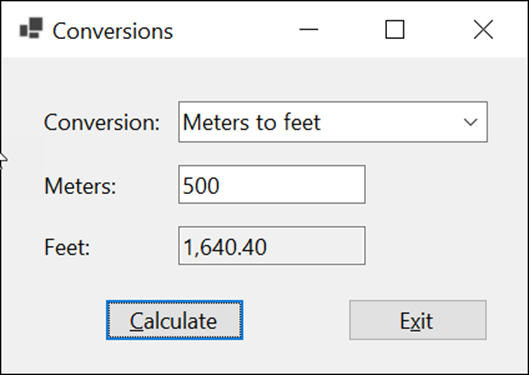 Conversions
Conversion: Meters to feet
Meters: 500
Feet: 1,640.40
Calculate Exit